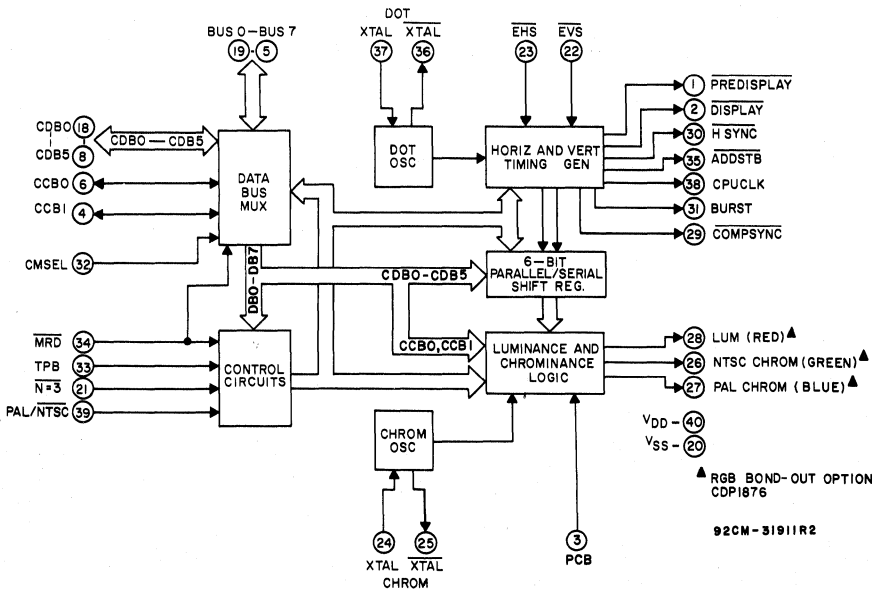 BUS 0–BUS 7
19 - 5
DOT
XTAL XTAL
37 36
EHS EVS
23 22
1 PREDISPLAY
2 DISPLAY
30 H SYNC
35 ADDSTB
38 CPUCLK
31 BURST
29 COMPSYNC
CDB0 18
CDB5 8
CDB0 — CDB5
CCB0 6
CCB1 4
CMSEL 32
DATA
BUS
MUX
DOT
OSC
HORIZ AND VERT
TIMING GEN
DB0-DB7
CDB0-CDB5
6-BIT
PARALLEL/SERIAL
SHIFT REG.
MRD 34
TPB 33
N=3 21
PAL/NTSC 39
CONTROL
CIRCUITS
CCB0, CCB1
LUMINANCE AND
CHROMINANCE
LOGIC
28 LUM (RED)▲
26 NTSC CHROM (GREEN)▲
27 PAL CHROM (BLUE)▲
CHROM
OSC
VDD - 40
VSS - 20
▲ RGB BOND-OUT OPTION
CDP1876
24 25
XTAL XTAL
CHROM
3
PCB
92CM-31911R2